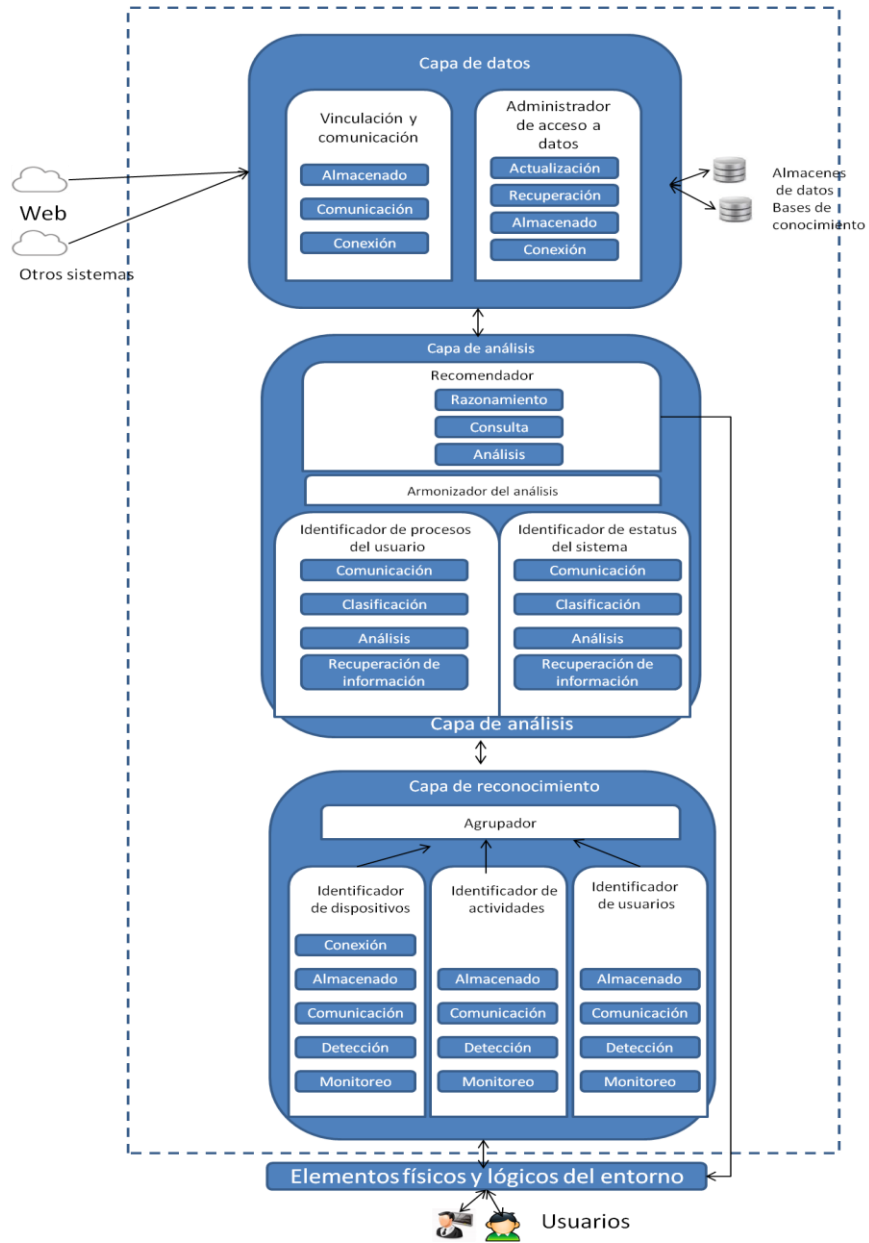 Capa de datos
Vinculación y
comunicación
Almacenado
Comunicación
Conexión
Administrador
de acceso a
datos
Actualización
Recuperación
Almacenado
Conexión
Web
Otros sistemas
Almacenes
de datos
Bases de
conocimiento
Capa de análisis
Recomendador
Razonamiento
Consulta
Análisis
Armonizador del análisis
Identificador de procesos
del usuario
Comunicación
Clasificación
Análisis
Recuperación de
información
Identificador de estatus
del sistema
Comunicación
Clasificación
Análisis
Recuperación de
información
Capa de análisis
Capa de reconocimiento
Agrupador
Identificador
de dispositivos
Conexión
Almacenado
Comunicación
Detección
Monitoreo
Identificador de
actividades
Almacenado
Comunicación
Detección
Monitoreo
Identificador
de usuarios
Almacenado
Comunicación
Detección
Monitoreo
Elementos físicos y lógicos del entorno
Usuarios